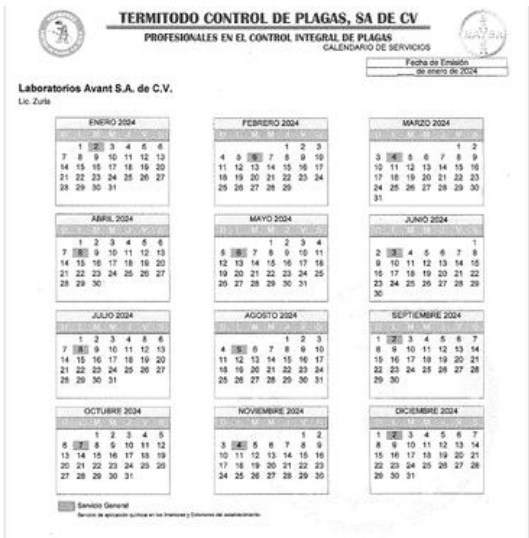 TERMITODO CONTROL DE PLAGAS, SA DE CV
PROFESIONALES EN EL CONTROL INTEGRAL DE PLAGAS
CALENDARIO DE SERVICIOS
Fecha de Emisión
de enero de 2024
Laboratorios Avant S.A. de C.V.
Lic. Zurla
ENERO 2024
D L M M J V S
1 2 3 4 5 6
7 8 9 10 11 12 13
14 15 16 17 18 19 20
21 22 23 24 25 26 27
28 29 30 31
FEBRERO 2024
D L M M J V S
1 2 3
4 5 6 7 8 9 10
11 12 13 14 15 16 17
18 19 20 21 22 23 24
25 26 27 28 29
MARZO 2024
D L M M J V S
1 2
3 4 5 6 7 8 9
10 11 12 13 14 15 16
17 18 19 20 21 22 23
24 25 26 27 28 29 30
31
ABRIL 2024
D L M M J V S
1 2 3 4 5 6
7 8 9 10 11 12 13
14 15 16 17 18 19 20
21 22 23 24 25 26 27
28 29 30
MAYO 2024
D L M M J V S
1 2 3 4
5 6 7 8 9 10 11
12 13 14 15 16 17 18
19 20 21 22 23 24 25
26 27 28 29 30 31
JUNIO 2024
D L M M J V S
1
2 3 4 5 6 7 8
9 10 11 12 13 14 15
16 17 18 19 20 21 22
23 24 25 26 27 28 29
30
JULIO 2024
D L M M J V S
1 2 3 4 5 6
7 8 9 10 11 12 13
14 15 16 17 18 19 20
21 22 23 24 25 26 27
28 29 30 31
AGOSTO 2024
D L M M J V S
1 2 3
4 5 6 7 8 9 10
11 12 13 14 15 16 17
18 19 20 21 22 23 24
25 26 27 28 29 30 31
SEPTIEMBRE 2024
D L M M J V S
1 2 3 4 5 6 7
8 9 10 11 12 13 14
15 16 17 18 19 20 21
22 23 24 25 26 27 28
29 30
OCTUBRE 2024
D L M M J V S
1 2 3 4 5
6 7 8 9 10 11 12
13 14 15 16 17 18 19
20 21 22 23 24 25 26
27 28 29 30 31
NOVIEMBRE 2024
D L M M J V S
1 2
3 4 5 6 7 8 9
10 11 12 13 14 15 16
17 18 19 20 21 22 23
24 25 26 27 28 29 30
DICIEMBRE 2024
D L M M J V S
1 2 3 4 5 6 7
8 9 10 11 12 13 14
15 16 17 18 19 20 21
22 23 24 25 26 27 28
29 30 31
Servicio General
Servicio de aplicación química en los Interiores y Exteriores del establecimiento